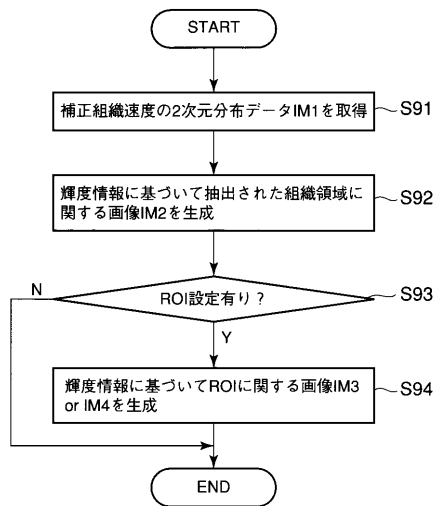 START
補正組織速度の2次元分布データIM1を取得
S91
輝度情報に基づいて抽出された組織領域に
関する画像IM2を生成
S92
ROI設定有り?
S93
N
Y
輝度情報に基づいてROIに関する画像IM3
or IM4を生成
S94
END